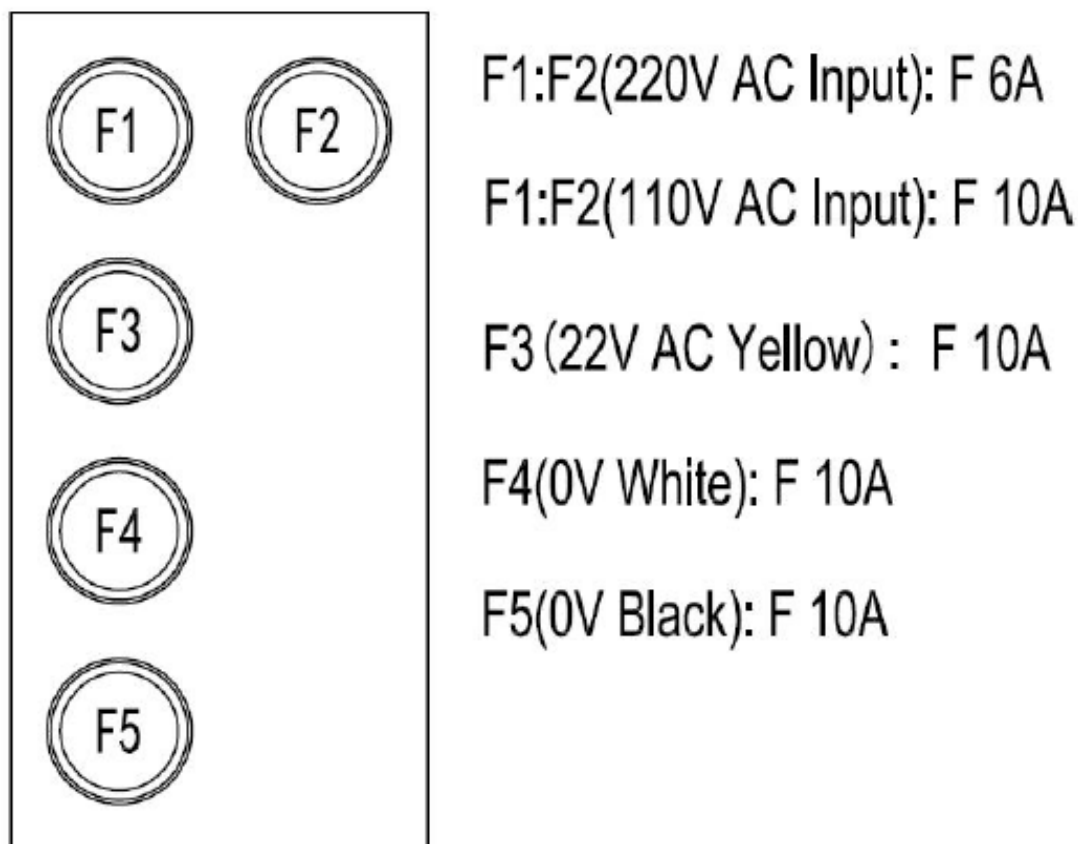 F1 F2
F3
F4
F5
F1:F2(220V AC Input): F 6A
F1:F2(110V AC Input): F 10A
F3(22V AC Yellow): F 10A
F4(0V White): F 10A
F5(0V Black): F 10A